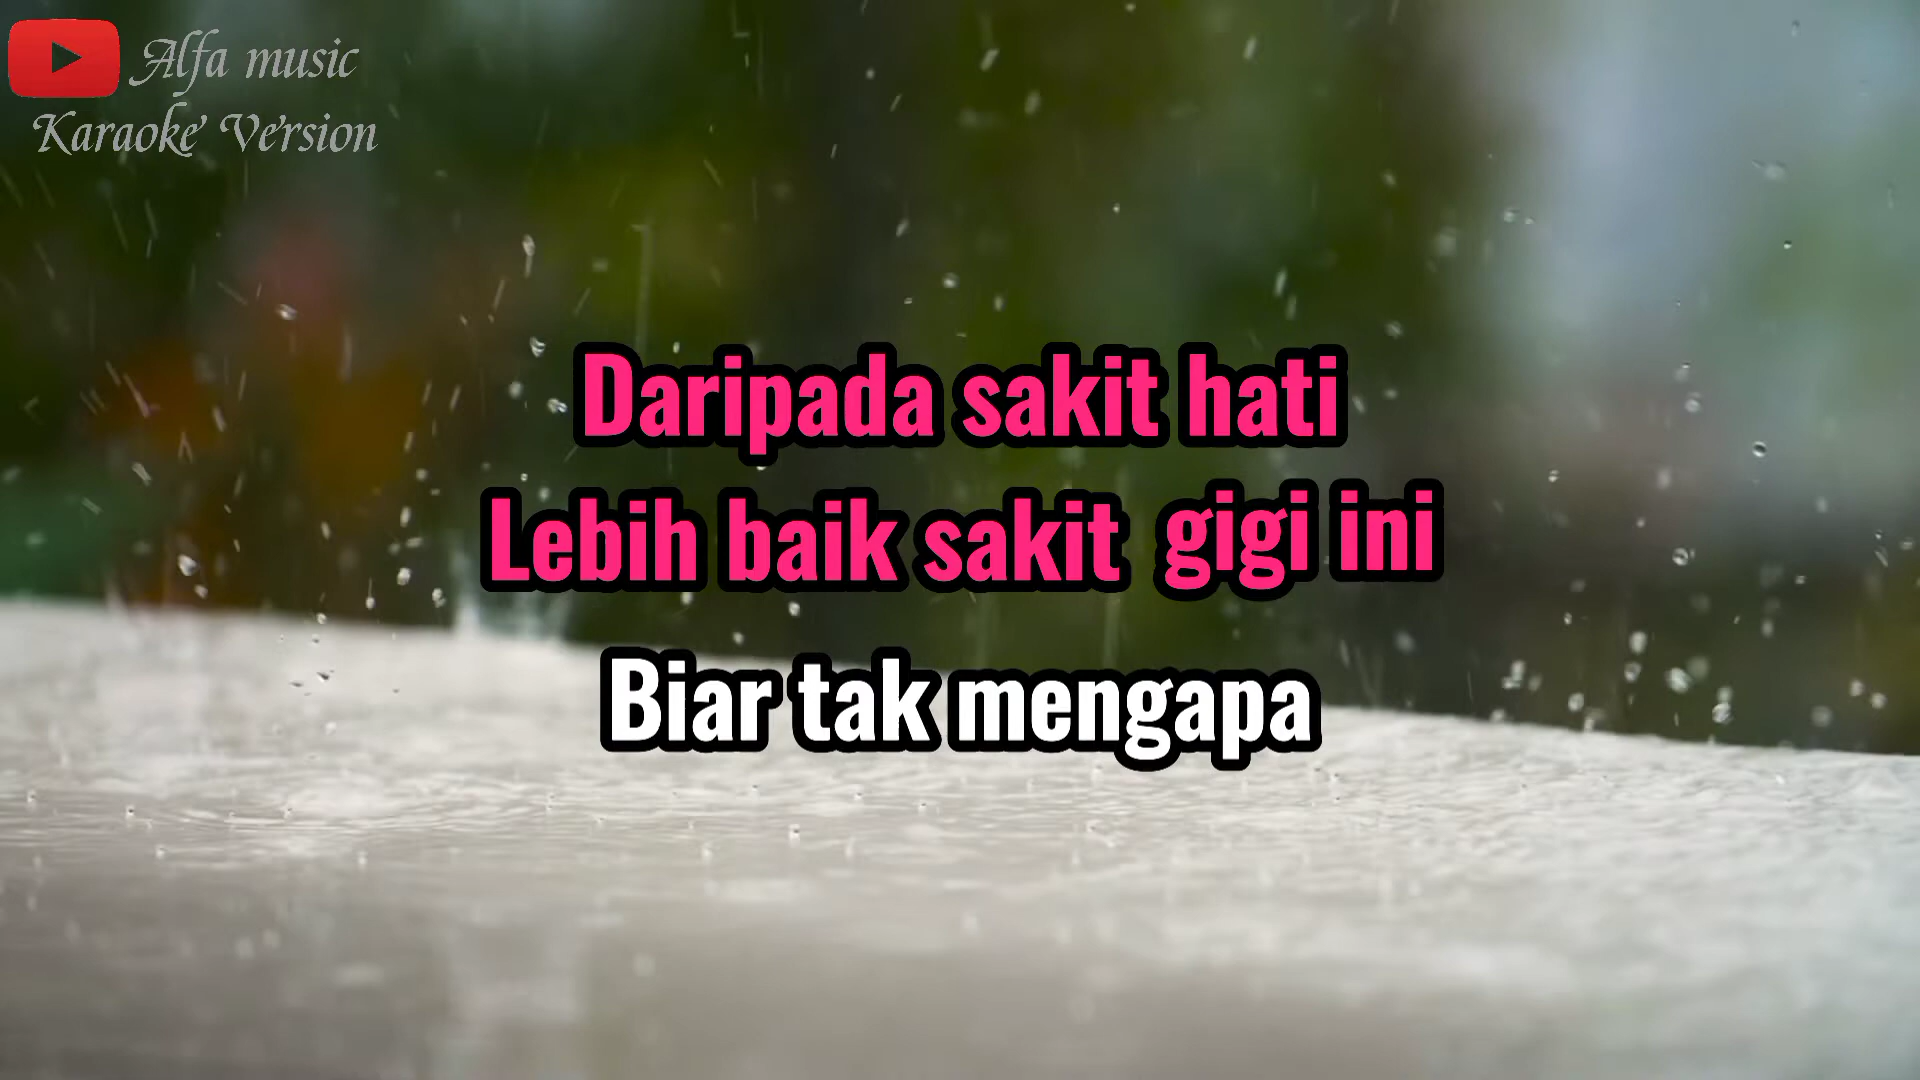 Alfa music
Karaoke Version
Daripada sakit hati
Lebih baik sakit gigi ini
Biar tak mengapa